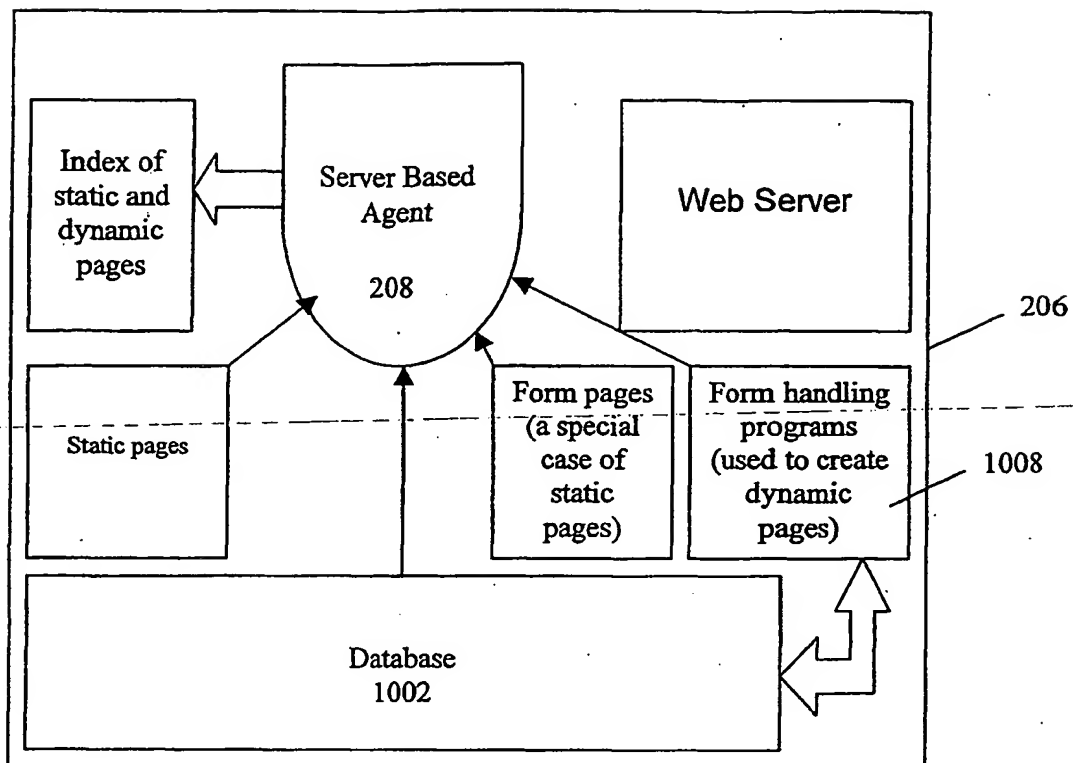 Index of
static and
dynamic
pages
Server Based
Agent
208
Web Server
206
Static pages
Form pages
(a special
case of
static
pages)
Form handling
programs
(used to create
dynamic
pages)
1008
Database
1002